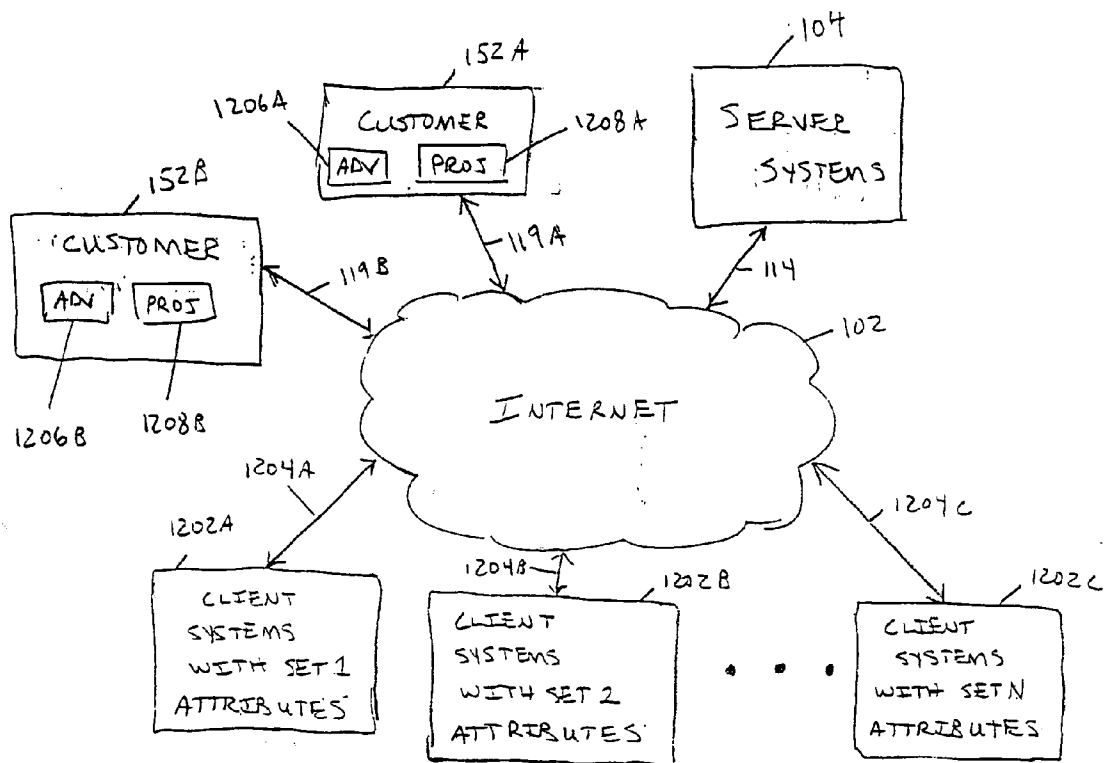 104
152A
1206A
CUSTOMER
1208A
ADV
PROJ
SERVER
SYSTEMS
152B
CUSTOMER
ADV
PROJ
119B
119A
114
102
INTERNET
1206B
1208B
1204A
1202A
1204B
1202B
1204C
1202C
CLIENT
SYSTEMS
WITH SET 1
ATTRIBUTES
CLIENT
SYSTEMS
WITH SET 2
ATTRIBUTES
• • •
CLIENT
SYSTEMS
WITH SET N
ATTRIBUTES